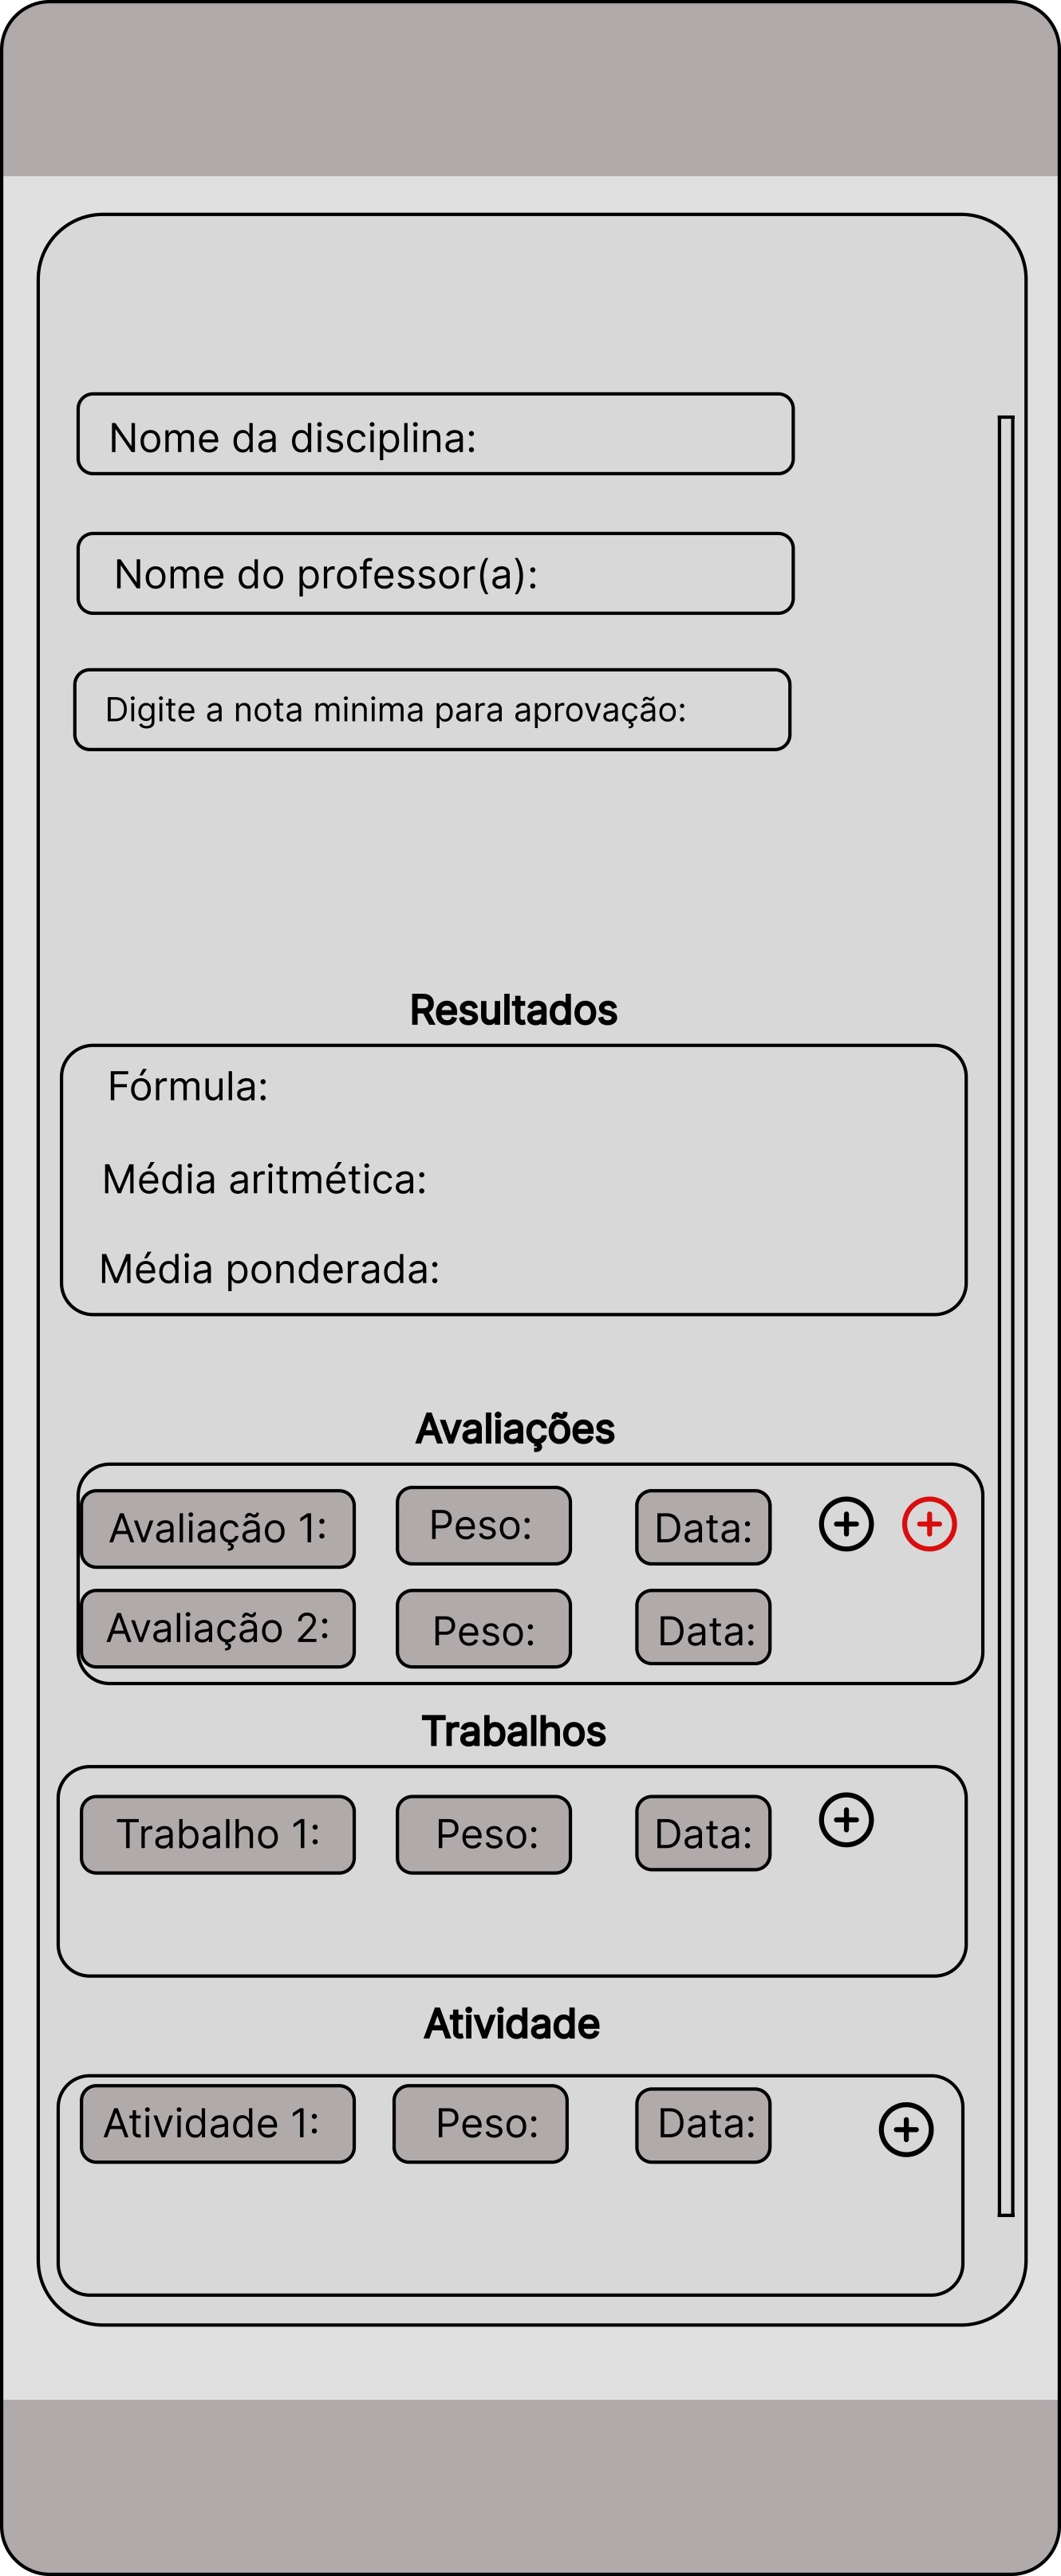 Nome da disciplina:
Nome do professor(a):
Digite a nota minima para aprovação:
Resultados
Fórmula:
Média aritmética:
Média ponderada:
Avaliações
Avaliação 1: Peso: Data:
Avaliação 2: Peso: Data:
Trabalhos
Trabalho 1: Peso: Data:
Atividade
Atividade 1: Peso: Data: